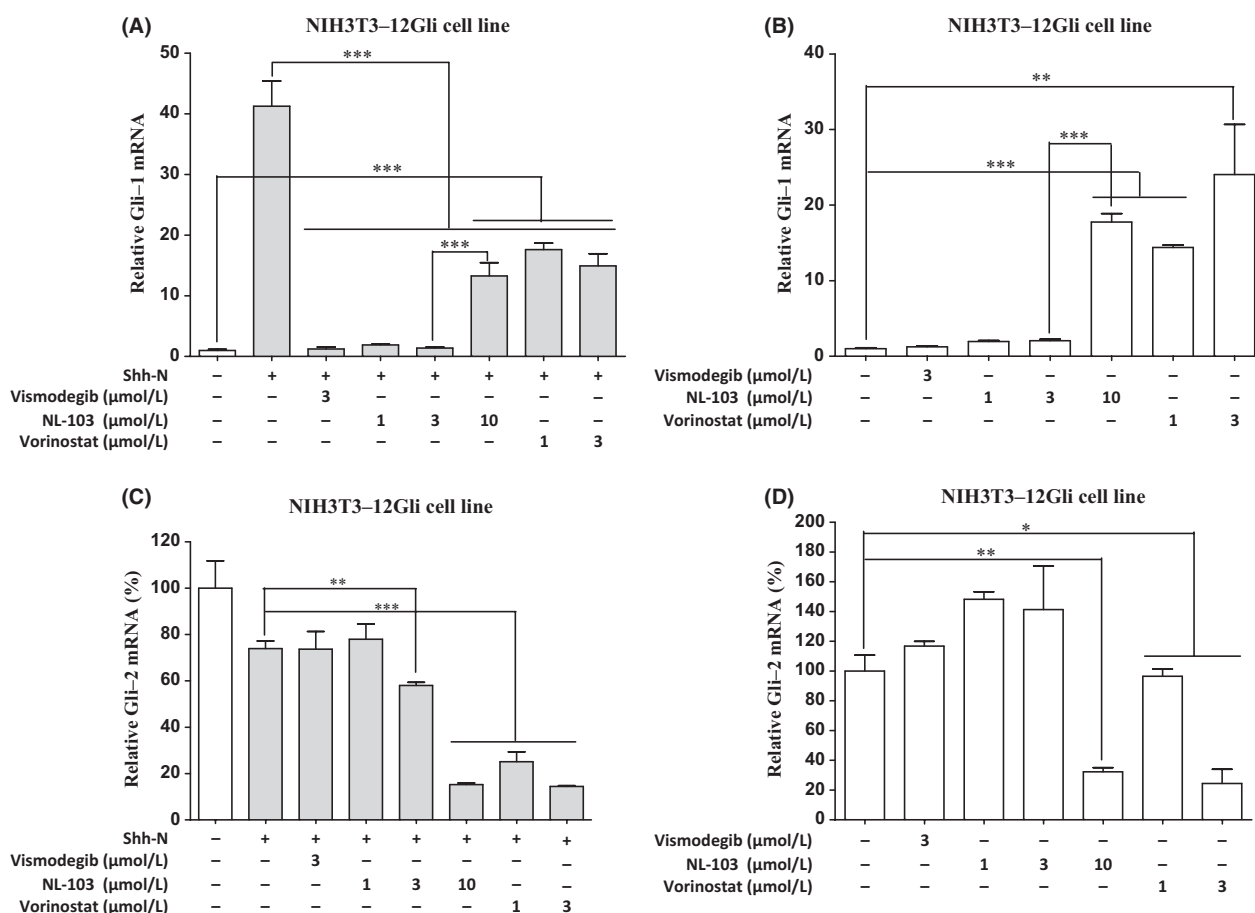 (A)
NIH3T3–12Gli cell line
Relative Gli–1 mRNA
50
40
30
20
10
0
***
***
***
Shh-N – + + + + + + +
Vismodegib (µmol/L) – – 3 – – – – –
NL-103 (µmol/L) – – – 1 3 10 – –
Vorinostat (µmol/L) – – – – – – 1 3
(B)
NIH3T3–12Gli cell line
Relative Gli–1 mRNA
40
30
20
10
0
**
***
***
Vismodegib (µmol/L) – 3 – – – – –
NL-103 (µmol/L) – – 1 3 10 – –
Vorinostat (µmol/L) – – – – – 1 3
(C)
NIH3T3–12Gli cell line
Relative Gli–2 mRNA (%)
120
100
80
60
40
20
0
**
***
Shh-N – + + + + + + +
Vismodegib (µmol/L) – – 3 – – – – –
NL-103 (µmol/L) – – – 1 3 10 – –
Vorinostat (µmol/L) – – – – – – 1 3
(D)
NIH3T3–12Gli cell line
Relative Gli–2 mRNA (%)
200
180
160
140
120
100
80
60
40
20
0
*
**
Vismodegib (µmol/L) – 3 – – – – –
NL-103 (µmol/L) – – 1 3 10 – –
Vorinostat (µmol/L) – – – – – 1 3